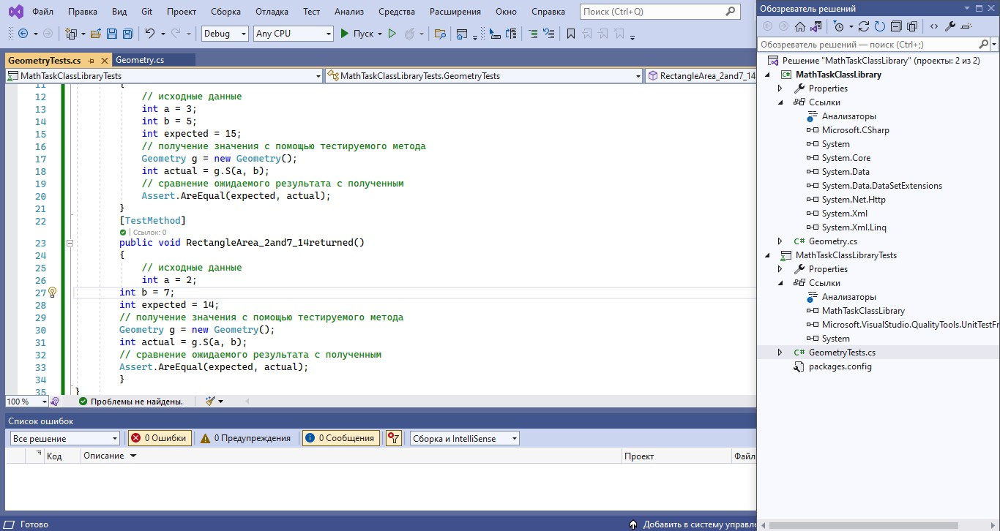 Файл Правка Вид Git Проект Сборка Отладка Тест Анализ Средства Расширения Окно Справка Поиск (Ctrl+Q)
Debug Any CPU Пуск
GeometryTests.cs Geometry.cs
MathTaskClassLibraryTests MathTaskClassLibraryTests.GeometryTests RectangleArea_2and7_14
11 {
12 // исходные данные
13 int a = 3;
14 int b = 5;
15 int expected = 15;
16 // получение значения с помощью тестируемого метода
17 Geometry g = new Geometry();
18 int actual = g.S(a, b);
19 // сравнение ожидаемого результата с полученным
20 Assert.AreEqual(expected, actual);
21 }
22 [TestMethod]
Ссылок: 0
23 public void RectangleArea_2and7_14returned()
24 {
25 // исходные данные
26 int a = 2;
27 int b = 7;
28 int expected = 14;
29 // получение значения с помощью тестируемого метода
30 Geometry g = new Geometry();
31 int actual = g.S(a, b);
32 // сравнение ожидаемого результата с полученным
33 Assert.AreEqual(expected, actual);
34 }
35 }
100 % Проблемы не найдены.
Список ошибок
Все решение 0 Ошибки 0 Предупреждения 0 Сообщения Сборка и IntelliSense
Код Описание Проект Файл
Готово Добавить в систему управле
Обозреватель решений
Обозреватель решений — поиск (Ctrl+;)
Решение "MathTaskClassLibrary" (проекты: 2 из 2)
C# MathTaskClassLibrary
Properties
Ссылки
Анализаторы
Microsoft.CSharp
System
System.Core
System.Data
System.Data.DataSetExtensions
System.Net.Http
System.Xml
System.Xml.Linq
C# Geometry.cs
MathTaskClassLibraryTests
Properties
Ссылки
Анализаторы
MathTaskClassLibrary
Microsoft.VisualStudio.QualityTools.UnitTestFr
System
C# GeometryTests.cs
packages.config